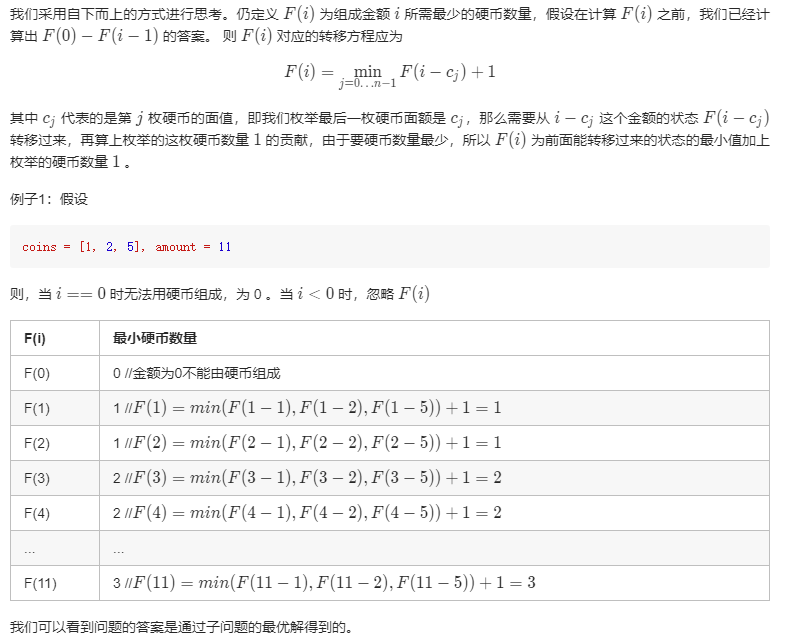 我们采用自下而上的方式进行思考。仍定义 F(i) 为组成金额 i 所需最少的硬币数量，假设在计算 F(i) 之前，我们已经计
算出 F(0) − F(i − 1) 的答案。 则 F(i) 对应的转移方程应为
F(i) = min_{j=0…n−1} F(i − c_j) + 1
其中 c_j 代表的是第 j 枚硬币的面值，即我们枚举最后一枚硬币面额是 c_j，那么需要从 i − c_j 这个金额的状态 F(i − c_j)
转移过来，再算上枚举的这枚硬币数量 1 的贡献，由于要硬币数量最少，所以 F(i) 为前面能转移过来的状态的最小值加上
枚举的硬币数量 1 。
例子1：假设
coins = [1, 2, 5], amount = 11
则，当 i == 0 时无法用硬币组成，为 0 。当 i < 0 时，忽略 F(i)
F(i) 最小硬币数量
F(0) 0 //金额为0不能由硬币组成
F(1) 1 //F(1) = min(F(1 − 1), F(1 − 2), F(1 − 5)) + 1 = 1
F(2) 1 //F(2) = min(F(2 − 1), F(2 − 2), F(2 − 5)) + 1 = 1
F(3) 2 //F(3) = min(F(3 − 1), F(3 − 2), F(3 − 5)) + 1 = 2
F(4) 2 //F(4) = min(F(4 − 1), F(4 − 2), F(4 − 5)) + 1 = 2
... ...
F(11) 3 //F(11) = min(F(11 − 1), F(11 − 2), F(11 − 5)) + 1 = 3
我们可以看到问题的答案是通过子问题的最优解得到的。